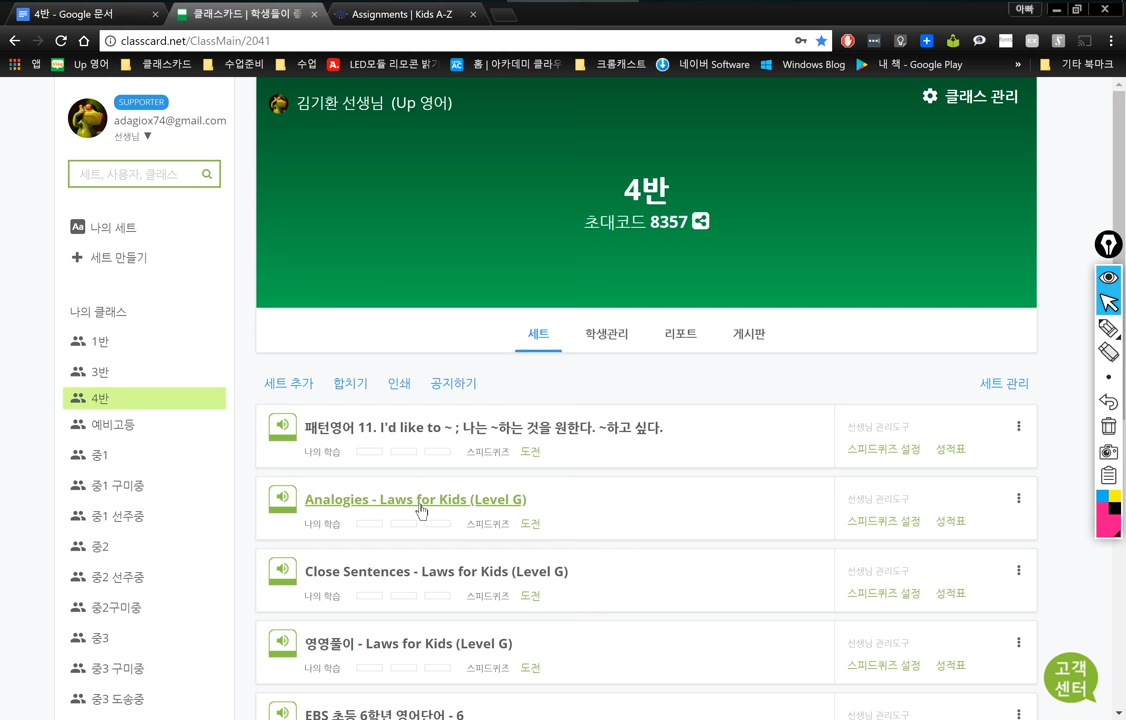 4반 - Google 문서
클래스카드 | 학생들이 좋
Assignments | Kids A-Z
아빠
classcard.net/ClassMain/2041
앱
Up 영어
클래스카드
수업준비
수업
LED모듈 리모콘 밝기
홈 | 아카데미 클라우
크롬캐스트
네이버 Software
Windows Blog
내 책 - Google Play
»
기타 북마크
SUPPORTER
adagiox74@gmail.com
선생님 ▼
세트, 사용자, 클래스
Aa 나의 세트
세트 만들기
나의 클래스
1반
3반
4반
예비고등
중1
중1 구미중
중1 선주중
중2
중2 선주중
중2구미중
중3
중3 구미중
중3 도송중
김기환 선생님 (Up 영어)
클래스 관리
4반
초대코드 8357
세트 학생관리 리포트 게시판
세트 추가 합치기 인쇄 공지하기 세트 관리
패턴영어 11. I'd like to ~ ; 나는 ~하는 것을 원한다. ~하고 싶다.
나의 학습 스피드퀴즈 도전
선생님 관리도구
스피드퀴즈 설정 성적표
Analogies - Laws for Kids (Level G)
나의 학습 스피드퀴즈 도전
선생님 관리도구
스피드퀴즈 설정 성적표
Close Sentences - Laws for Kids (Level G)
나의 학습 스피드퀴즈 도전
선생님 관리도구
스피드퀴즈 설정 성적표
영영풀이 - Laws for Kids (Level G)
나의 학습 스피드퀴즈 도전
선생님 관리도구
스피드퀴즈 설정 성적표
EBS 초등 6학년 영어단어 - 6
선생님 관리도구
고객
센터